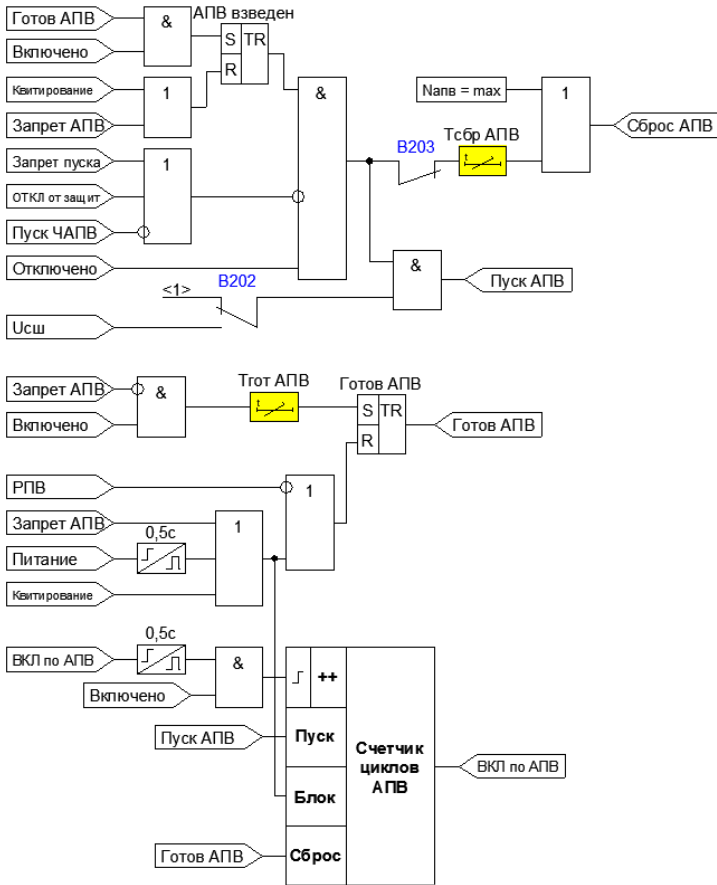 Готов АПВ
Включено
&
АПВ взведен
S TR
R
Квитирование
Запрет АПВ
1
Запрет пуска
ОТКЛ от защит
Пуск ЧАПВ
1
Отключено
&
<1>
B202
Uсш
B203
Тсбр АПВ
t
Nапв = max
1
Сброс АПВ
&
Пуск АПВ
Запрет АПВ
Включено
&
Тгот АПВ
t
Готов АПВ
S TR
R
Готов АПВ
РПВ
1
Запрет АПВ
Питание
0,5с
Квитирование
1
ВКЛ по АПВ
0,5с
Включено
&
++
Пуск АПВ
Пуск
Блок
Готов АПВ
Сброс
Счетчик
циклов
АПВ
ВКЛ по АПВ